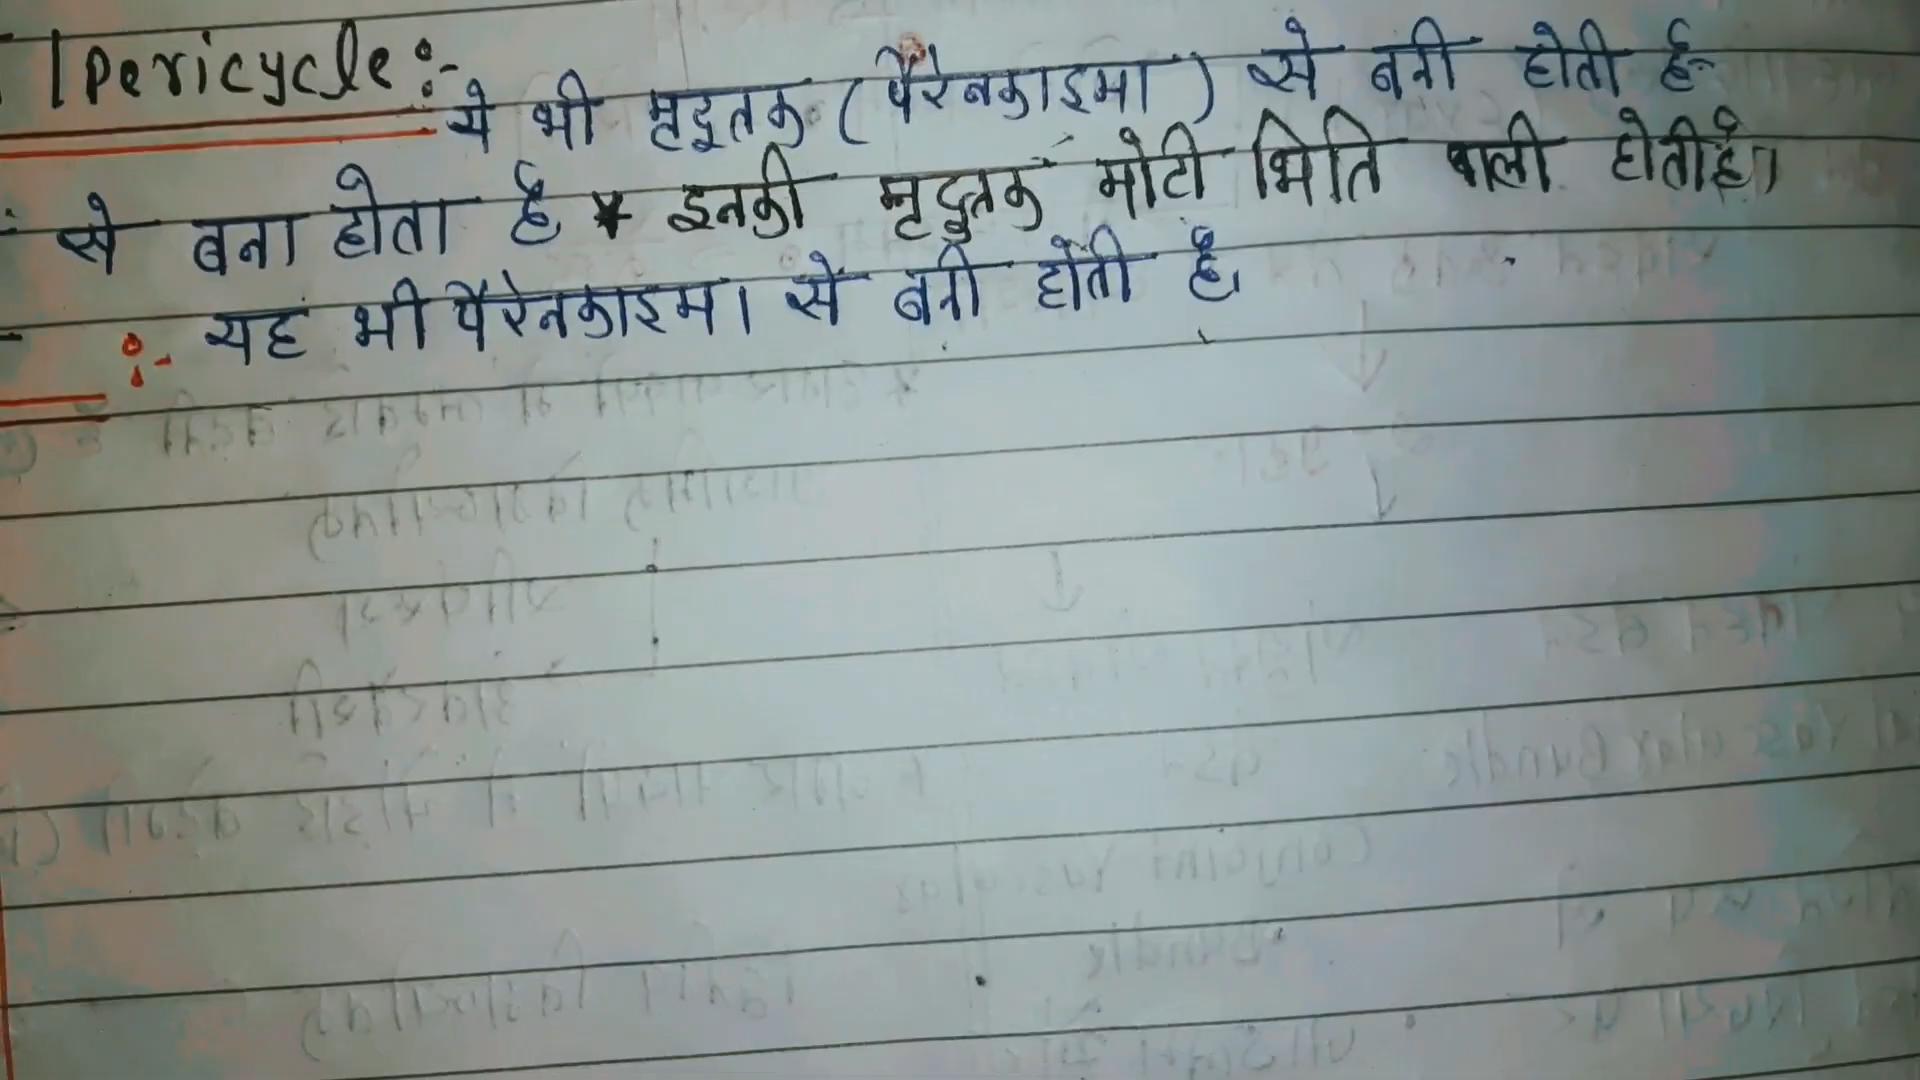 Pericycle :-
ये भी मृदूतक (पैरेनकाइमा) से बनी होती है
से बना होता है * इनकी मृदुतक मोटी भिति वाली होती है।
:- यह भी पैरेनकाइमा से बनी होती है,